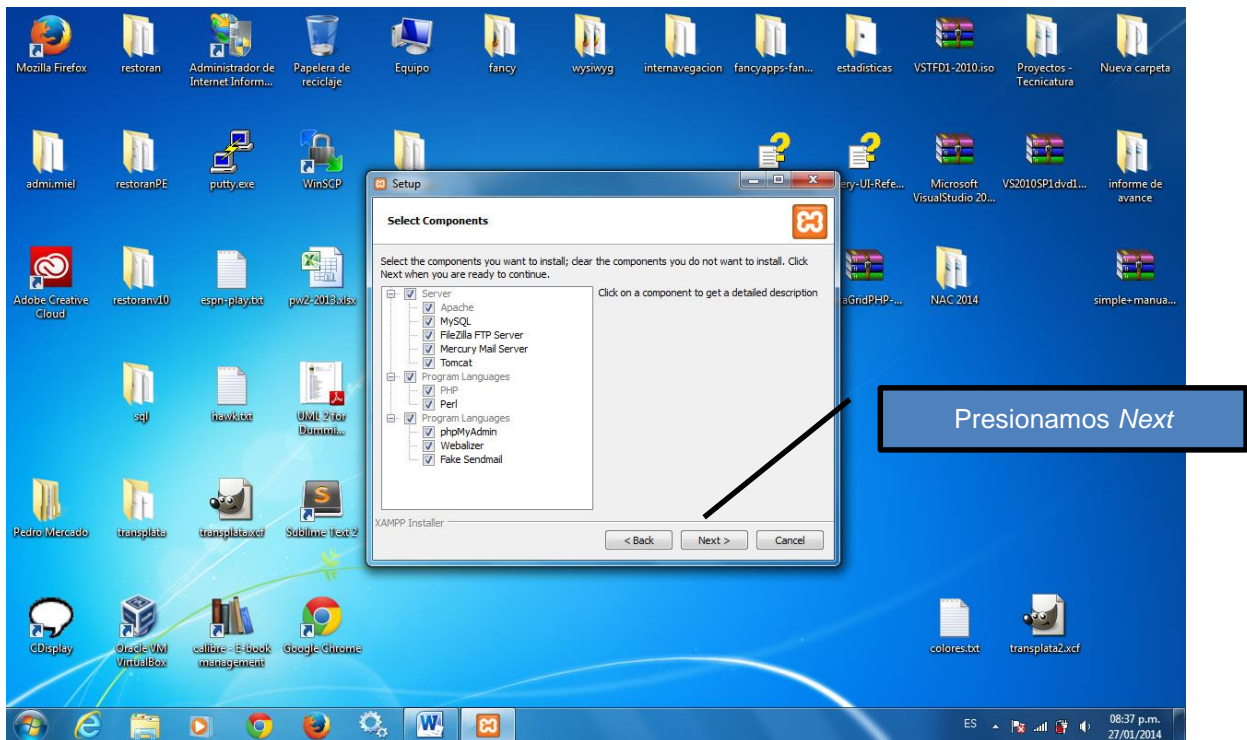 Mozilla Firefox
restoran
Administrador de
Internet Inform...
Papelera de
reciclaje
Equipo
fancy
wysiwyg
internavegacion
fancyapps-fan...
estadisticas
VSTFD1-2010.iso
Proyectos -
Tecnicatura
Nueva carpeta
admi.miel
restoranPE
putty.exe
WinSCP
ery-UI-Refe...
Microsoft
VisualStudio 20...
VS2010SP1dvd1...
informe de
avance
Adobe Creative
Cloud
restoranv10
espn-play.txt
pw2-2013.xlsx
aGridPHP-...
NAC 2014
simple+manua...
sql
hawk.txt
UML 2 for
Dummi...
Pedro Mercado
transplata
transplata.xcf
Sublime Text 2
CDisplay
Oracle VM
VirtualBox
calibre - E-book
management
Google Chrome
colores.txt
transplata2.xcf
Setup
Select Components
Select the components you want to install; clear the components you do not want to install. Click
Next when you are ready to continue.
Server
Apache
MySQL
FileZilla FTP Server
Mercury Mail Server
Tomcat
Program Languages
PHP
Perl
Program Languages
phpMyAdmin
Webalizer
Fake Sendmail
Click on a component to get a detailed description
XAMPP Installer
< Back
Next >
Cancel
Presionamos Next
ES
08:37 p.m.
27/01/2014